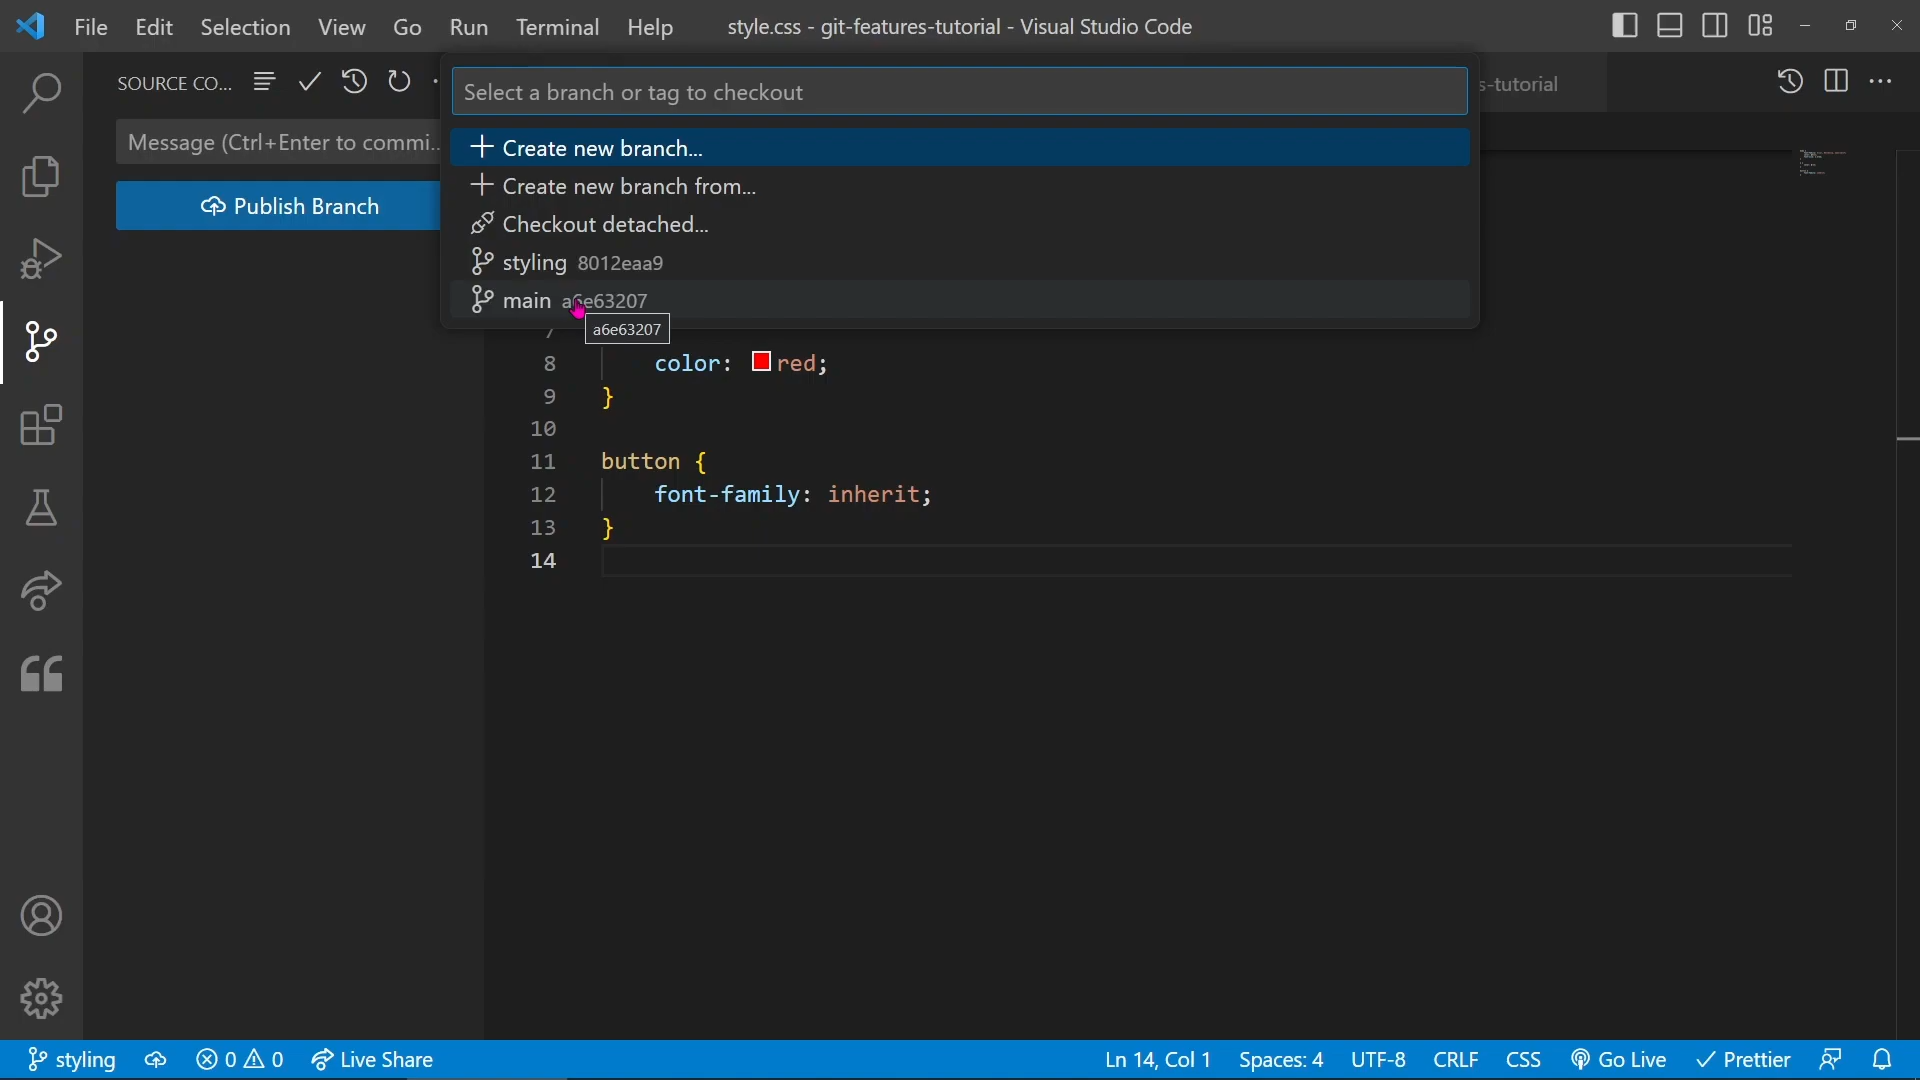 File Edit Selection View Go Run Terminal Help style.css - git-features-tutorial - Visual Studio Code
SOURCE CO...
Select a branch or tag to checkout
s-tutorial
Message (Ctrl+Enter to commi...
Create new branch...
Create new branch from...
Publish Branch
Checkout detached...
styling 8012eaa9
main a6e63207
a6e63207
7
8 color: red;
9 }
10
11 button {
12 font-family: inherit;
13 }
14
styling 0 0 Live Share Ln 14, Col 1 Spaces: 4 UTF-8 CRLF CSS Go Live Prettier